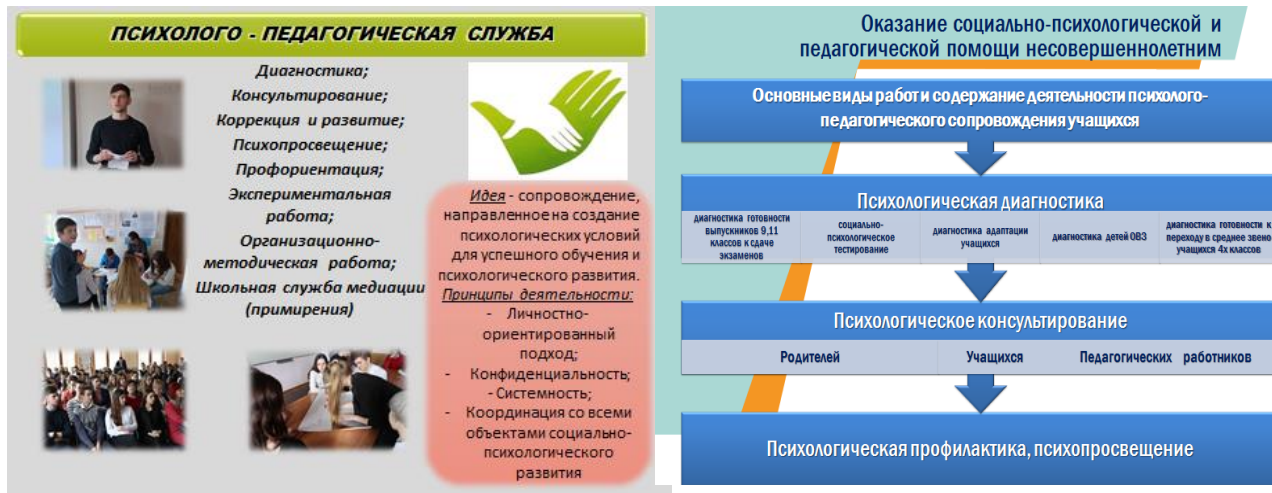 ПСИХОЛОГО - ПЕДАГОГИЧЕСКАЯ СЛУЖБА
Диагностика;
Консультирование;
Коррекция и развитие;
Психопросвещение;
Профориентация;
Экспериментальная
работа;
Организационно-
методическая работа;
Школьная служба медиации
(примирения)
Идея - сопровождение,
направленное на создание
психологических условий
для успешного обучения и
психологического развития.
Принципы деятельности:
- Личностно-
ориентированный
подход;
- Конфиденциальность;
- Системность;
- Координация со всеми
объектами социально-
психологического
развития
Оказание социально-психологической и
педагогической помощи несовершеннолетним
Основные виды работ и содержание деятельности психолого-
педагогического сопровождения учащихся
Психологическая диагностика
диагностика готовности
выпускников 9,11
классов к сдаче
экзаменов
социально-
психологическое
тестирование
диагностика адаптации
учащихся
диагностика детей ОВЗ
диагностика готовности к
переходу в среднее звено
учащихся 4х классов
Психологическое консультирование
Родителей
Учащихся
Педагогических работников
Психологическая профилактика, психопросвещение